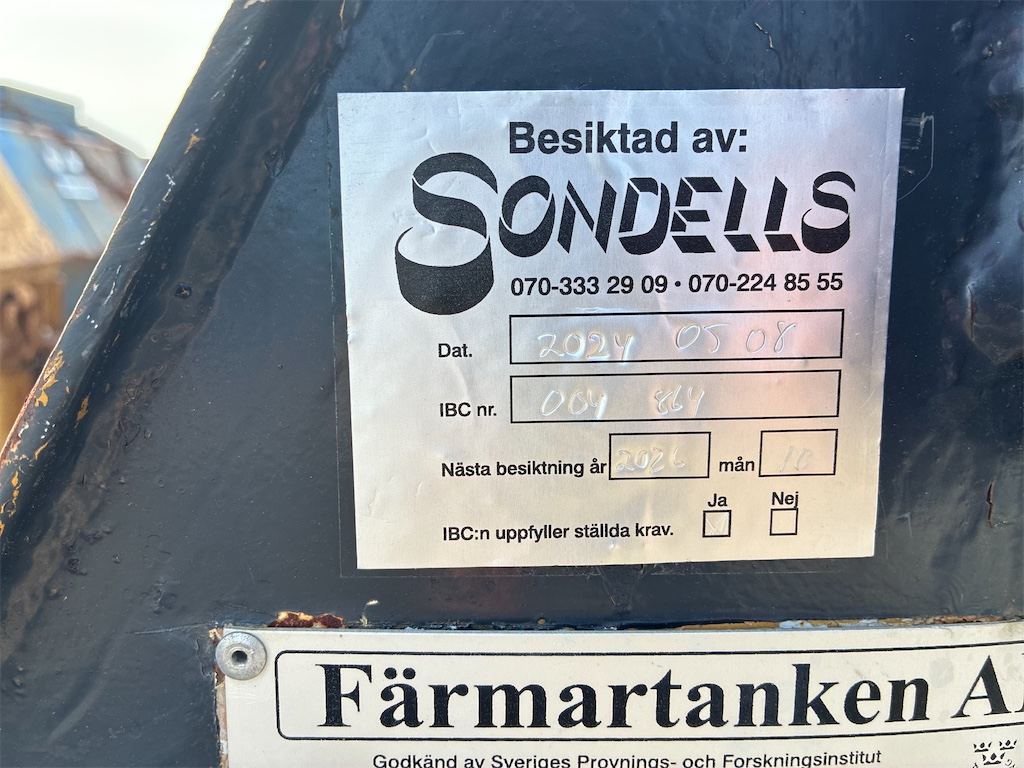 Besiktad av:
SONDELLS
070-333 29 09 • 070-224 85 55
Dat. 2024 05 08
IBC nr. 004 864
Nästa besiktning år 2026 mån
Ja Nej
IBC:n uppfyller ställda krav.
Färmartanken
Godkänd av Sveriges Provnings- och Forskningsinstitut